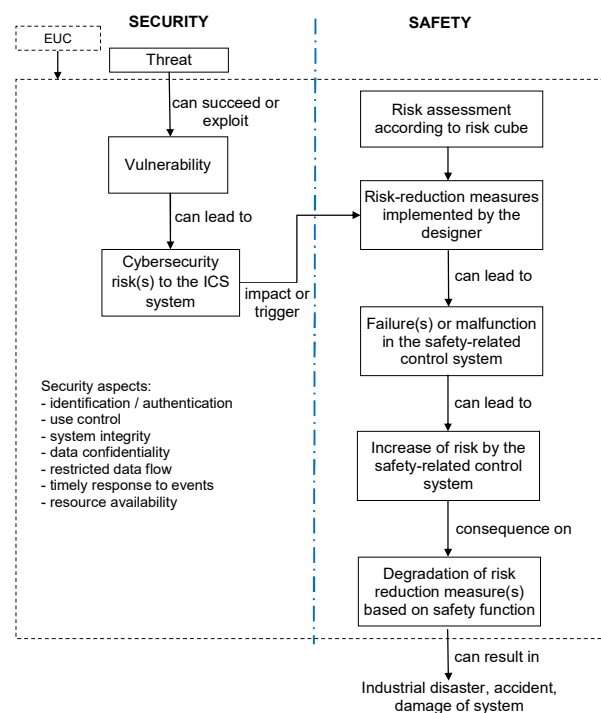 SECURITY
SAFETY
EUC
Threat
can succeed or
exploit
Vulnerability
can lead to
Cybersecurity
risk(s) to the ICS
system
impact or
trigger
Security aspects:
- identification / authentication
- use control
- system integrity
- data confidentiality
- restricted data flow
- timely response to events
- resource availability
Risk assessment
according to risk cube
Risk-reduction measures
implemented by the
designer
can lead to
Failure(s) or malfunction
in the safety-related
control system
can lead to
Increase of risk by the
safety-related control
system
consequence on
Degradation of risk
reduction measure(s)
based on safety function
can result in
Industrial disaster, accident,
damage of system